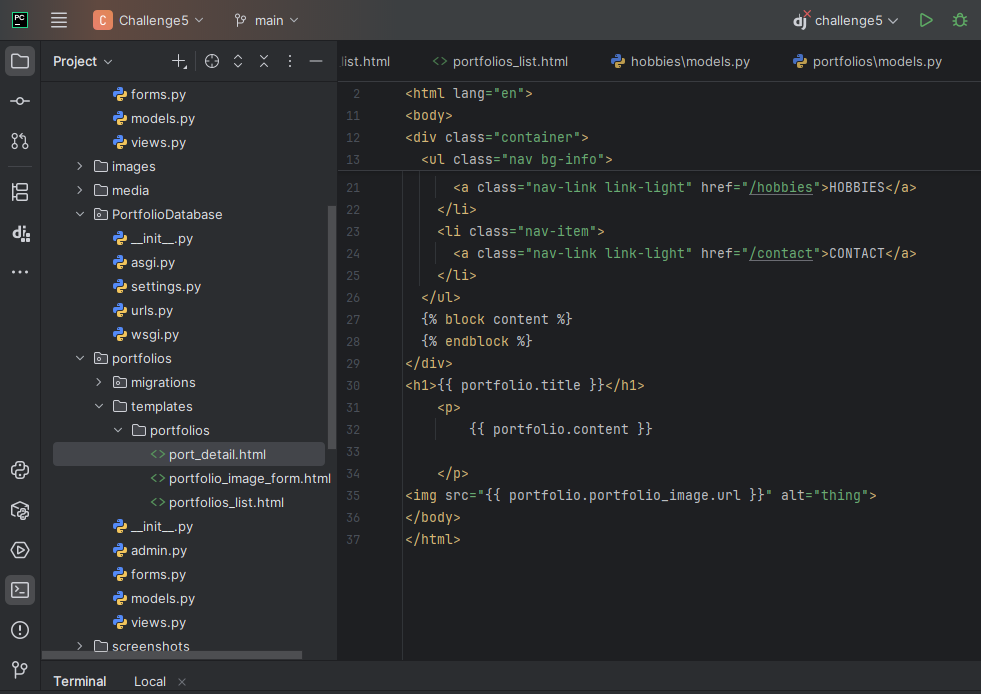 PC
C Challenge5
main
dj challenge5
Project
list.html
<> portfolios_list.html
hobbies\models.py
portfolios\models.py
forms.py
models.py
views.py
images
media
PortfolioDatabase
__init__.py
asgi.py
settings.py
urls.py
wsgi.py
portfolios
migrations
templates
portfolios
<> port_detail.html
<> portfolio_image_form.html
<> portfolios_list.html
__init__.py
admin.py
forms.py
models.py
views.py
screenshots
2 <html lang="en">
11 <body>
12 <div class="container">
13 <ul class="nav bg-info">
21 <a class="nav-link link-light" href="/hobbies">HOBBIES</a>
22 </li>
23 <li class="nav-item">
24 <a class="nav-link link-light" href="/contact">CONTACT</a>
25 </li>
26 </ul>
27 {% block content %}
28 {% endblock %}
29 </div>
30 <h1>{{ portfolio.title }}</h1>
31 <p>
32 {{ portfolio.content }}
33
34 </p>
35 <img src="{{ portfolio.portfolio_image.url }}" alt="thing">
36 </body>
37 </html>
Terminal
Local ×